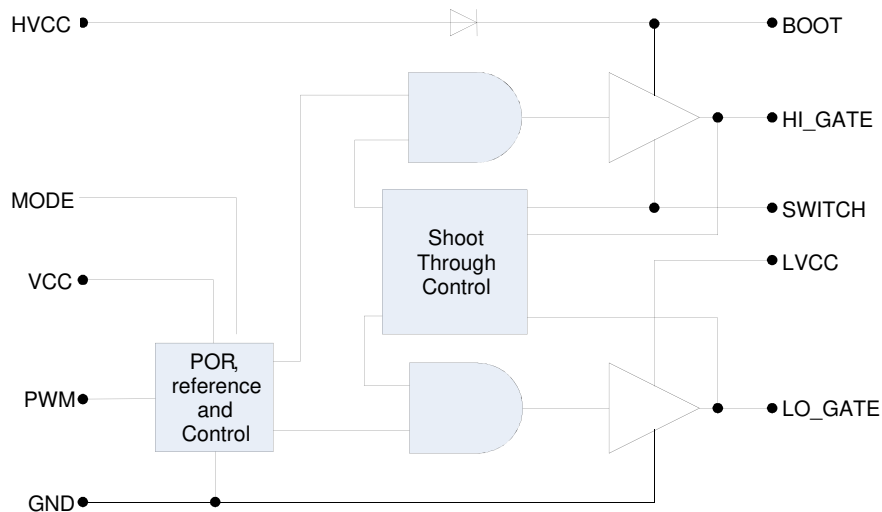 HVCC
BOOT
HI_GATE
MODE
SWITCH
Shoot
Through
Control
LVCC
VCC
POR,
reference
and
Control
PWM
LO_GATE
GND